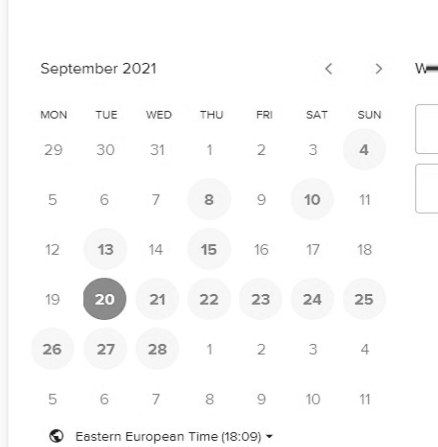 September 2021 < >
MON TUE WED THU FRI SAT SUN
29 30 31 1 2 3 4
5 6 7 8 9 10 11
12 13 14 15 16 17 18
19 20 21 22 23 24 25
26 27 28 1 2 3 4
5 6 7 8 9 10 11
Eastern European Time (18:09)